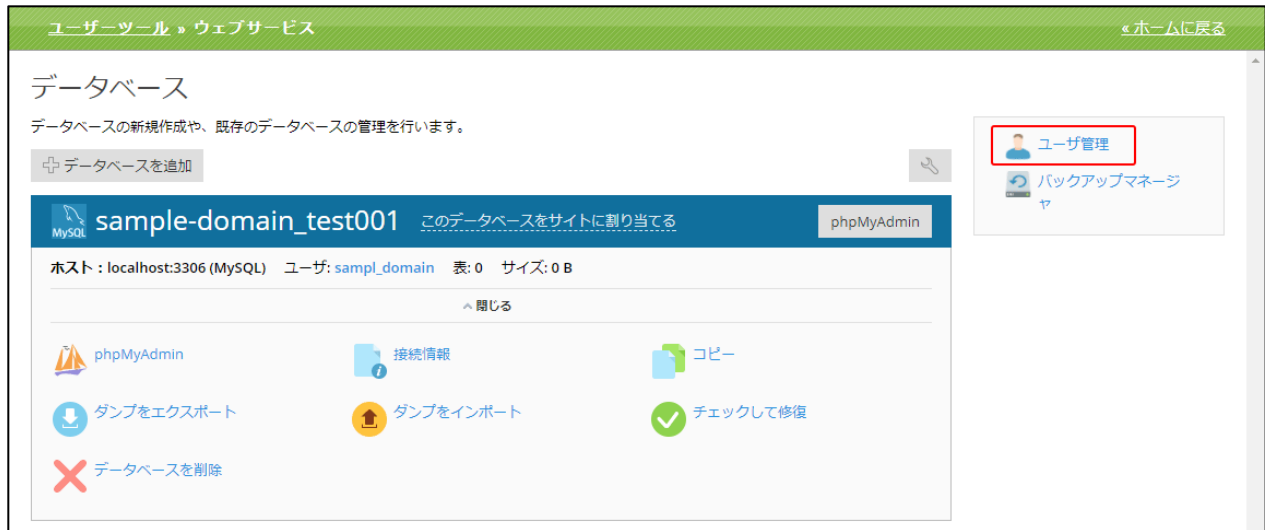 ユーザーツール » ウェブサービス
« ホームに戻る
データベース
データベースの新規作成や、既存のデータベースの管理を行います。
データベースを追加
ユーザ管理
バックアップマネージ
ャ
MySQL
sample-domain_test001 このデータベースをサイトに割り当てる phpMyAdmin
ホスト : localhost:3306 (MySQL) ユーザ: sampl_domain 表: 0 サイズ: 0 B
閉じる
phpMyAdmin 接続情報 コピー
ダンプをエクスポート ダンプをインポート チェックして修復
データベースを削除